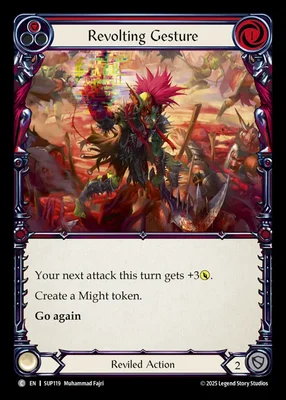 Revolting Gesture
Your next attack this turn gets +3.
Create a Might token.
Go again
Reviled Action
2
C EN | SUP119 Muhammad Fajri
© 2025 Legend Story Studios